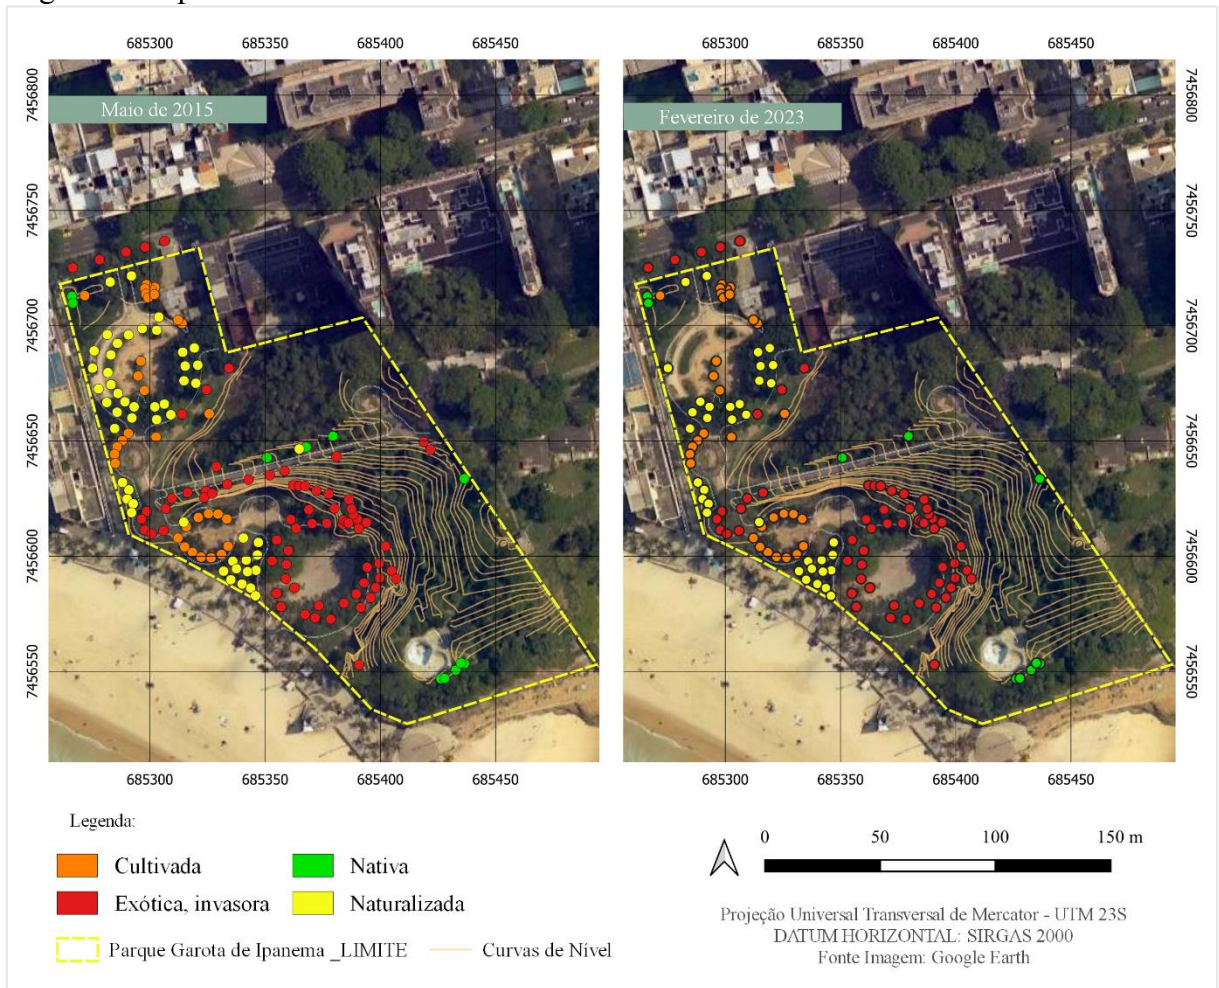 685300 685350 685400 685450 685300 685350 685400 685450
7456800
Maio de 2015
Fevereiro de 2023
7456800
7456750
7456750
7456700
7456700
7456650
7456650
7456600
7456600
7456550
7456550
685300 685350 685400 685450 685300 685350 685400 685450
Legenda:
Cultivada Nativa
Exótica, invasora Naturalizada
Parque Garota de Ipanema _LIMITE Curvas de Nível
0 50 100 150 m
Projeção Universal Transversal de Mercator - UTM 23S
DATUM HORIZONTAL: SIRGAS 2000
Fonte Imagem: Google Earth